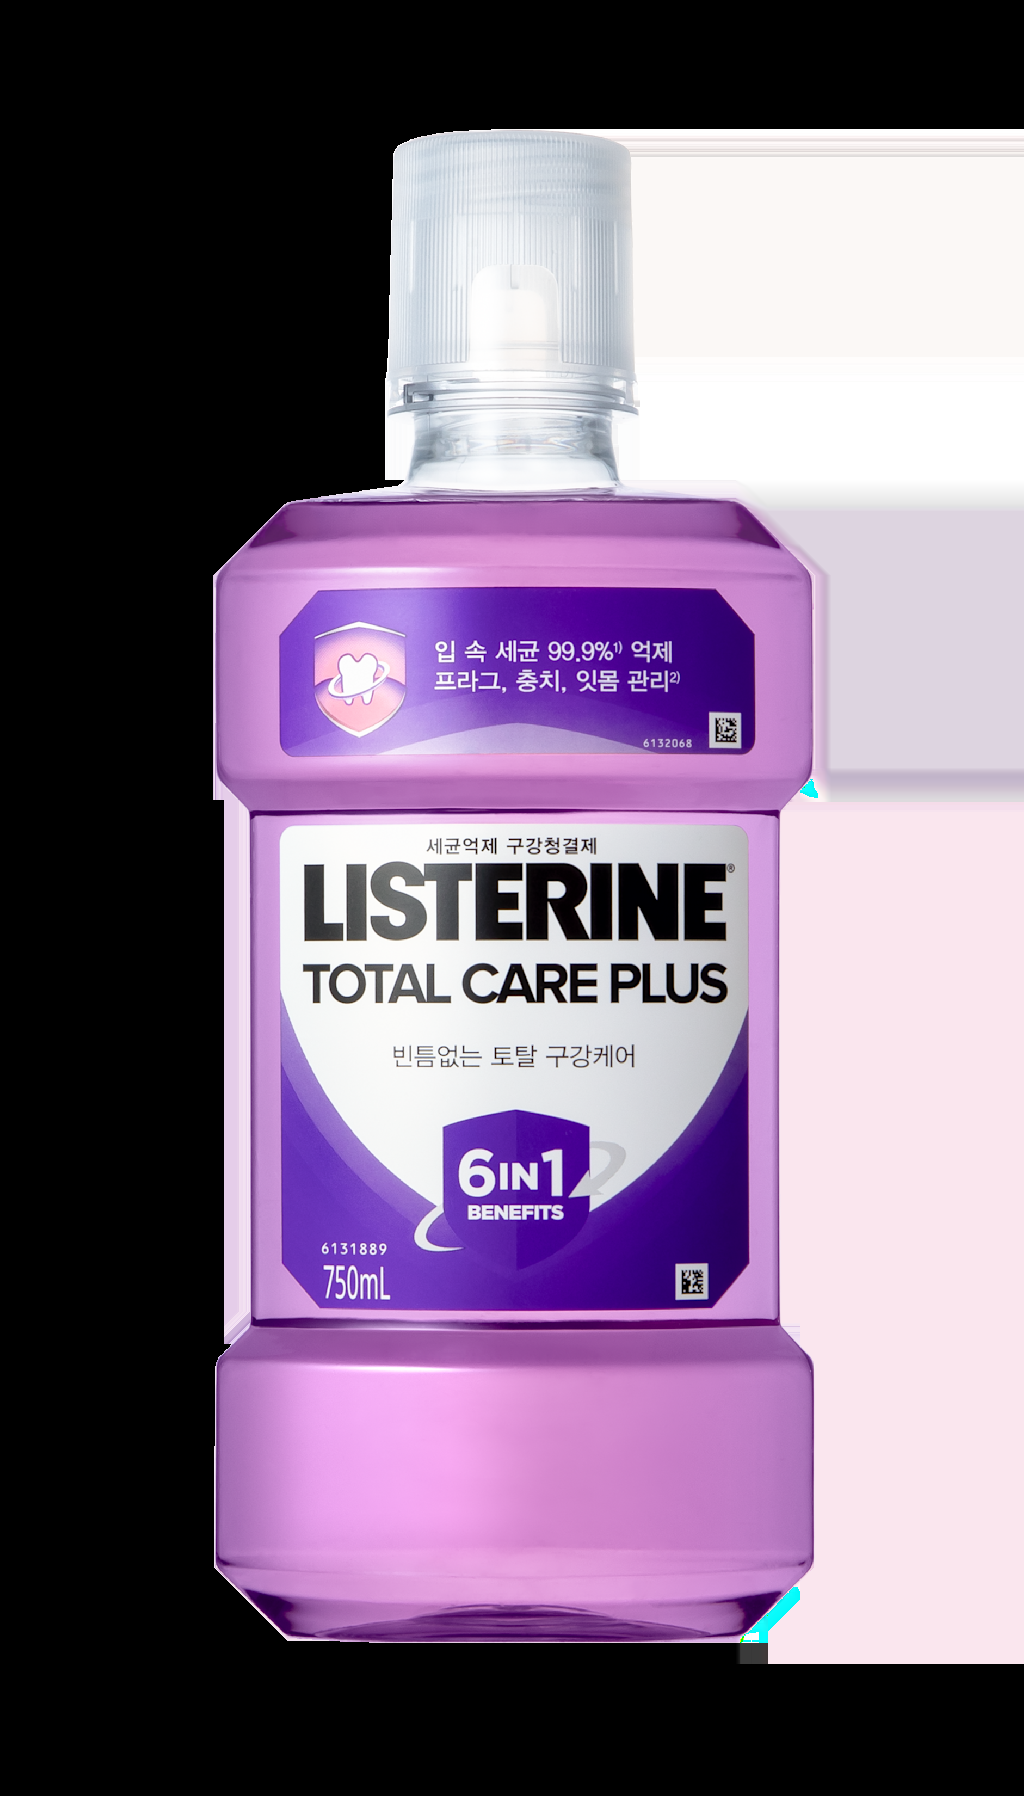 입 속 세균 99.9%¹⁾ 억제
프라그, 충치, 잇몸 관리²⁾
6132068
세균억제 구강청결제
LISTERINE®
TOTAL CARE PLUS
빈틈없는 토탈 구강케어
6IN1
BENEFITS
6131889
750mL